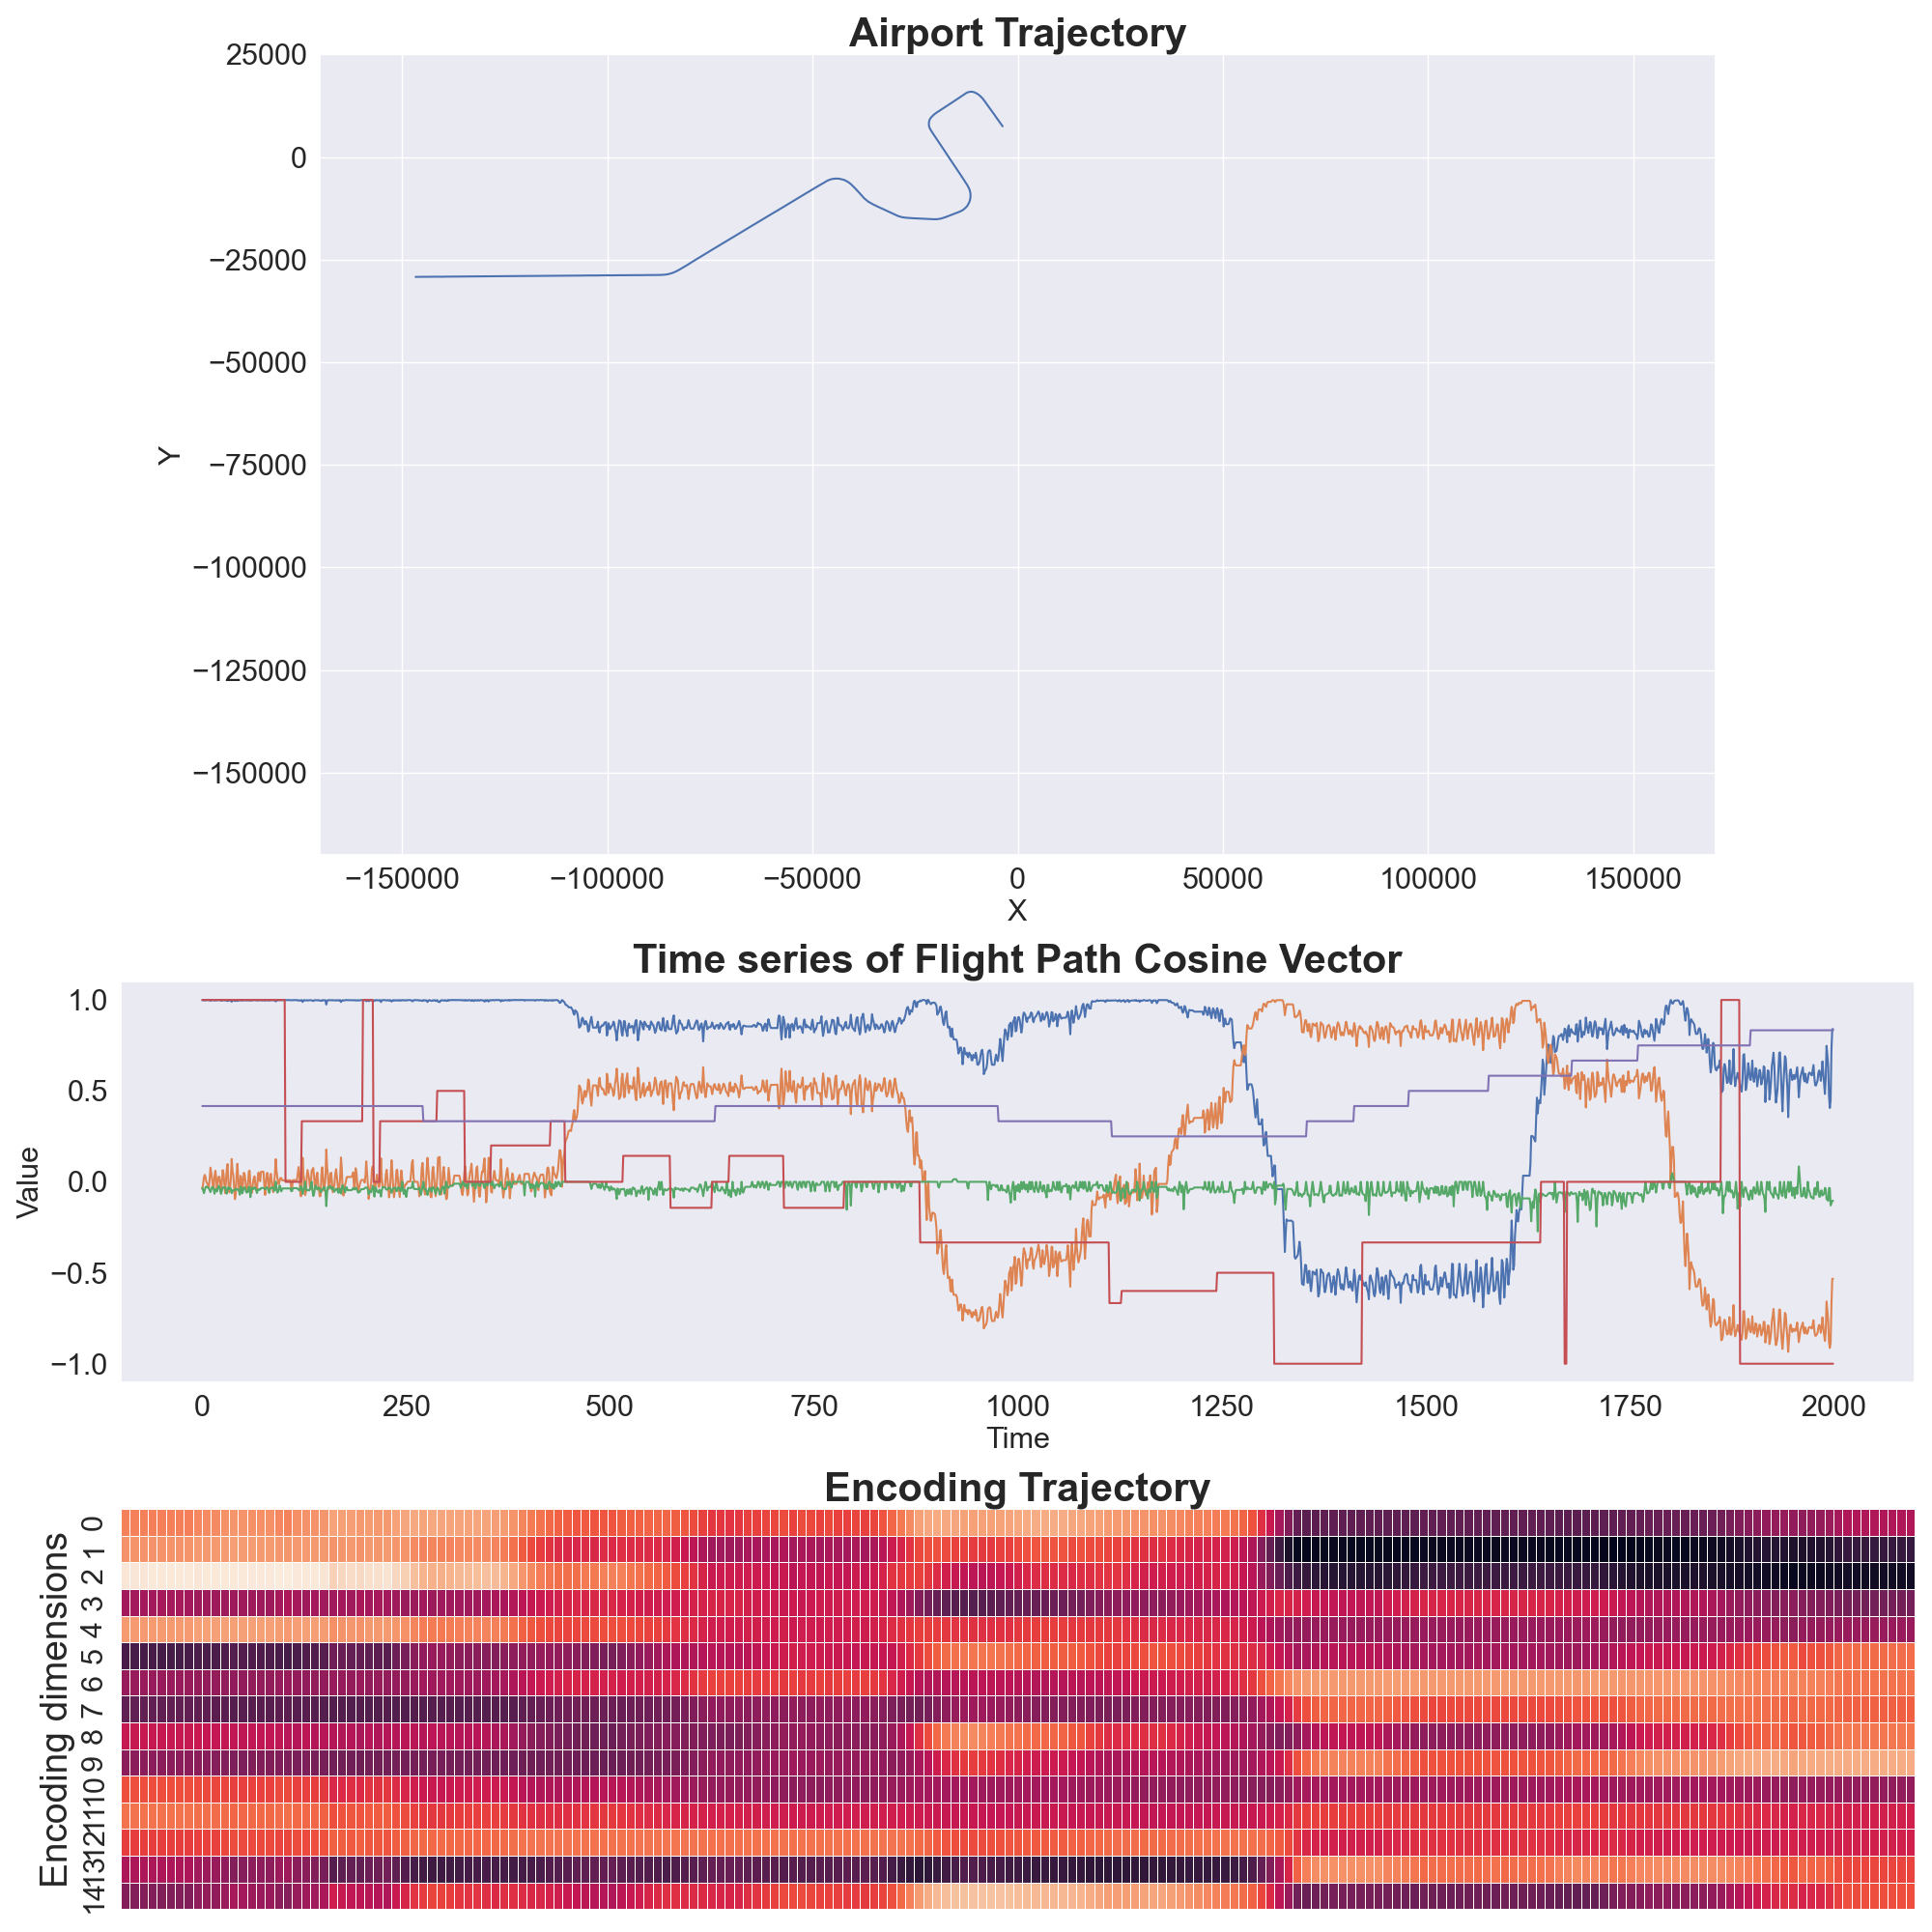 Airport Trajectory
25000
0
−25000
−50000
−75000
−100000
−125000
−150000
Y
−150000 −100000 −50000 0 50000 100000 150000
X
Time series of Flight Path Cosine Vector
1.0
0.5
0.0
−0.5
−1.0
Value
0 250 500 750 1000 1250 1500 1750 2000
Time
Encoding Trajectory
Encoding dimensions
0
1
2
3
4
5
6
7
8
9
10
11
12
13
14